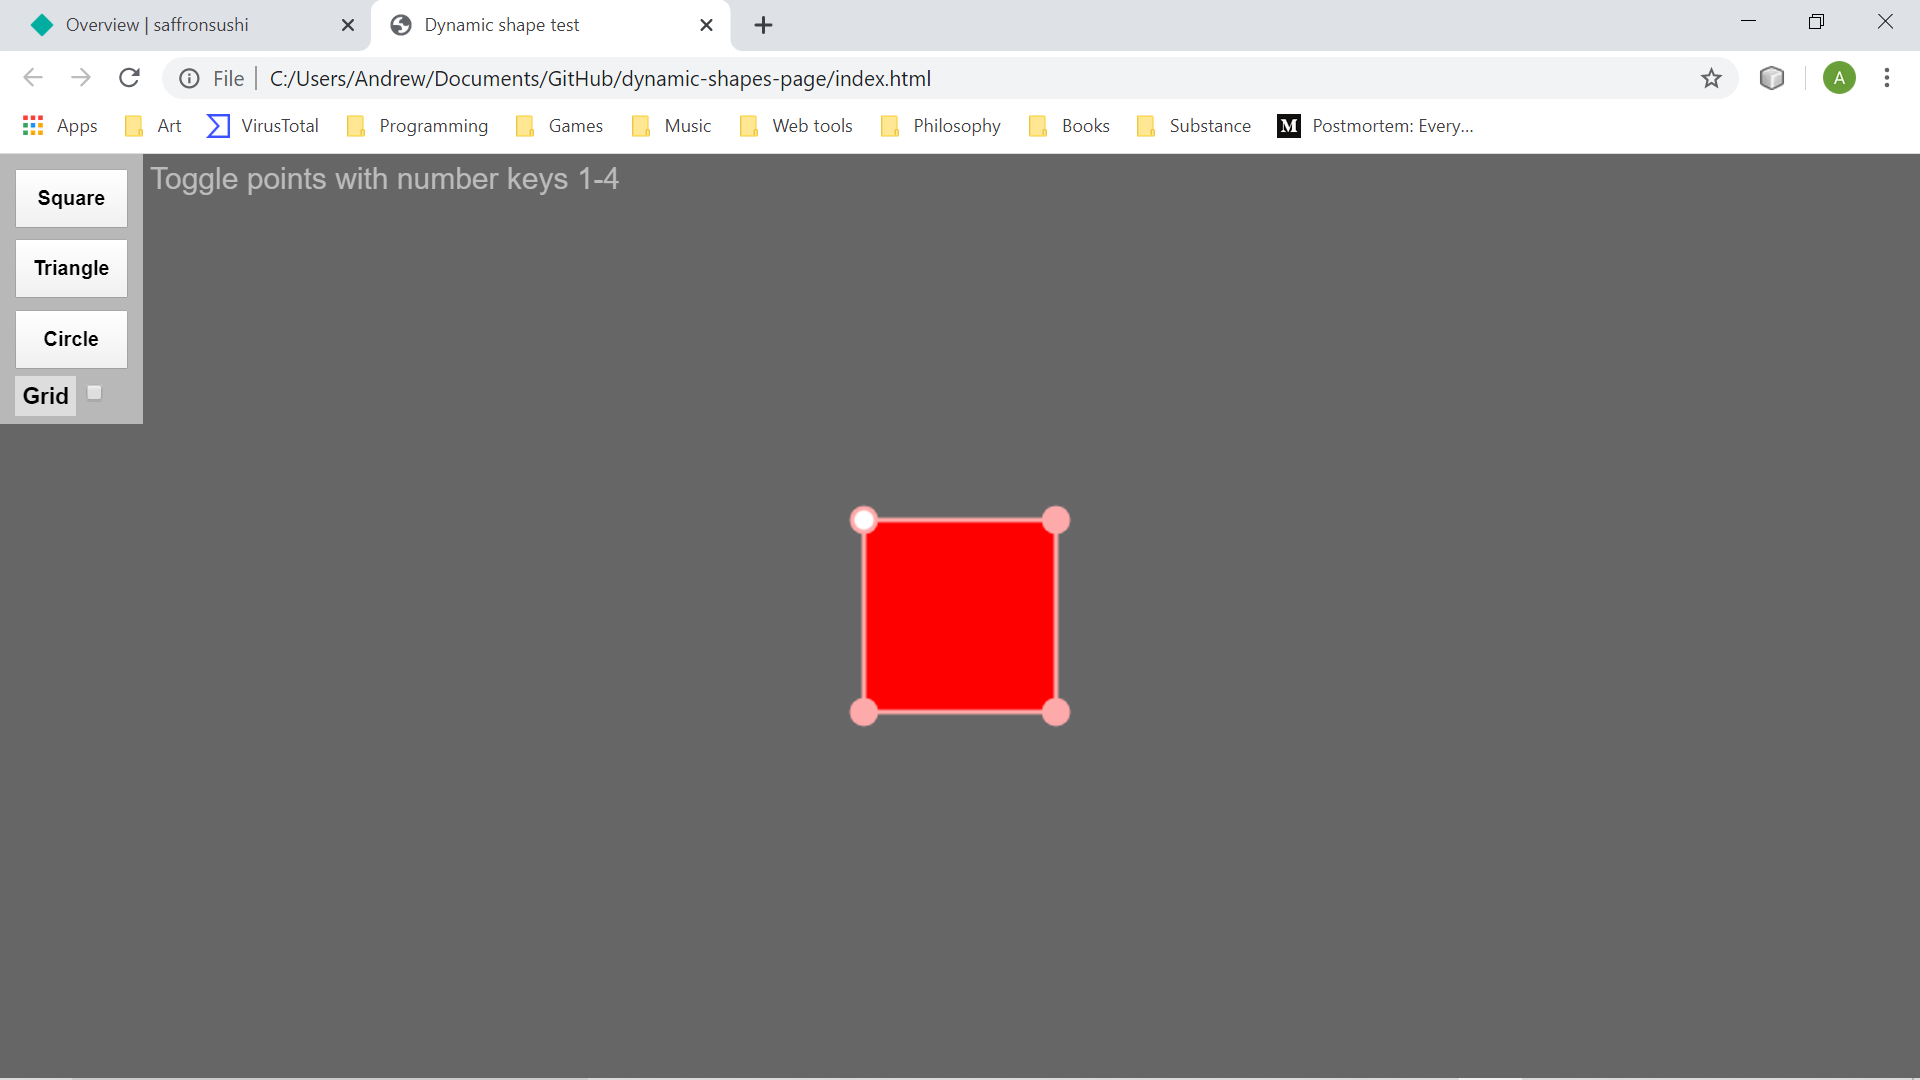 Overview | saffronsushi
Dynamic shape test
File
C:/Users/Andrew/Documents/GitHub/dynamic-shapes-page/index.html
A
Apps
Art
VirusTotal
Programming
Games
Music
Web tools
Philosophy
Books
Substance
M
Postmortem: Every...
Toggle points with number keys 1-4
Square
Triangle
Circle
Grid